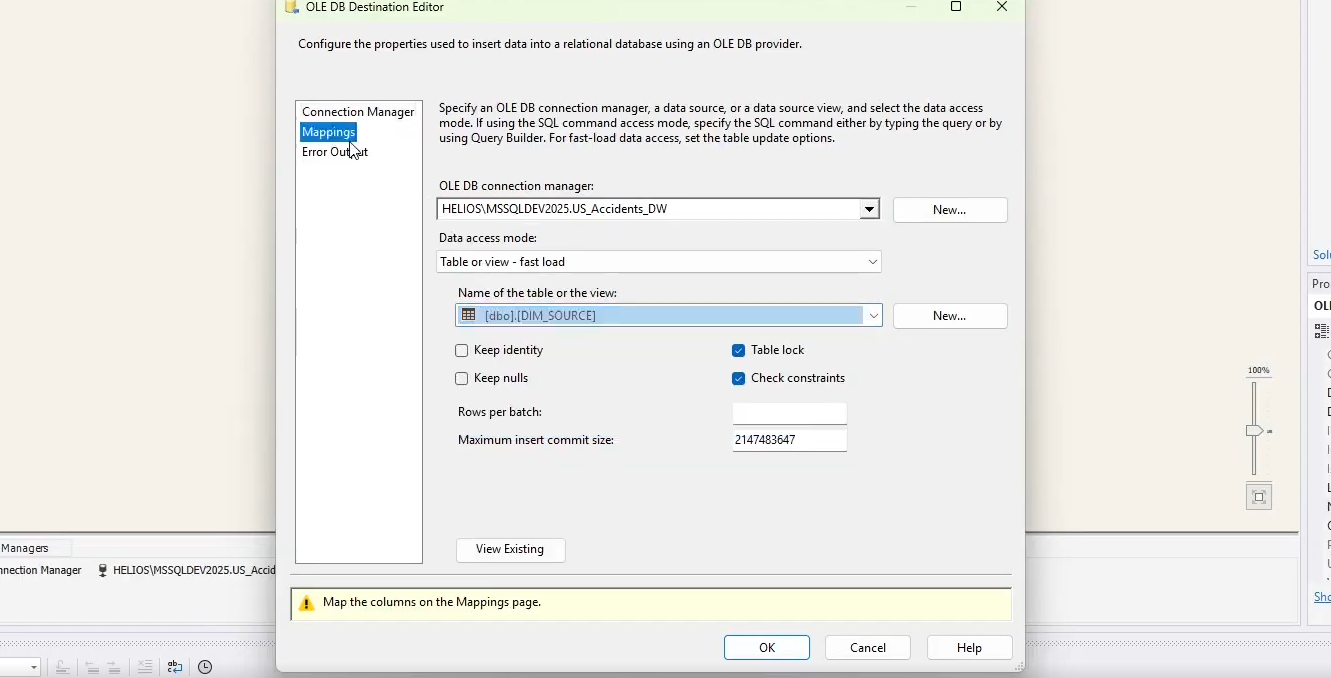 OLE DB Destination Editor
Configure the properties used to insert data into a relational database using an OLE DB provider.
Connection Manager
Mappings
Error Output
Specify an OLE DB connection manager, a data source, or a data source view, and select the data access
mode. If using the SQL command access mode, specify the SQL command either by typing the query or by
using Query Builder. For fast-load data access, set the table update options.
OLE DB connection manager:
HELIOS\MSSQLDEV2025.US_Accidents_DW
New...
Data access mode:
Table or view - fast load
Name of the table or the view:
[dbo].[DIM_SOURCE]
New...
Keep identity
Table lock
Keep nulls
Check constraints
Rows per batch:
Maximum insert commit size:
2147483647
View Existing
Map the columns on the Mappings page.
OK
Cancel
Help
Managers
nnection Manager
HELIOS\MSSQLDEV2025.US_Accid
100%
Solu
Pro
OL
Sho